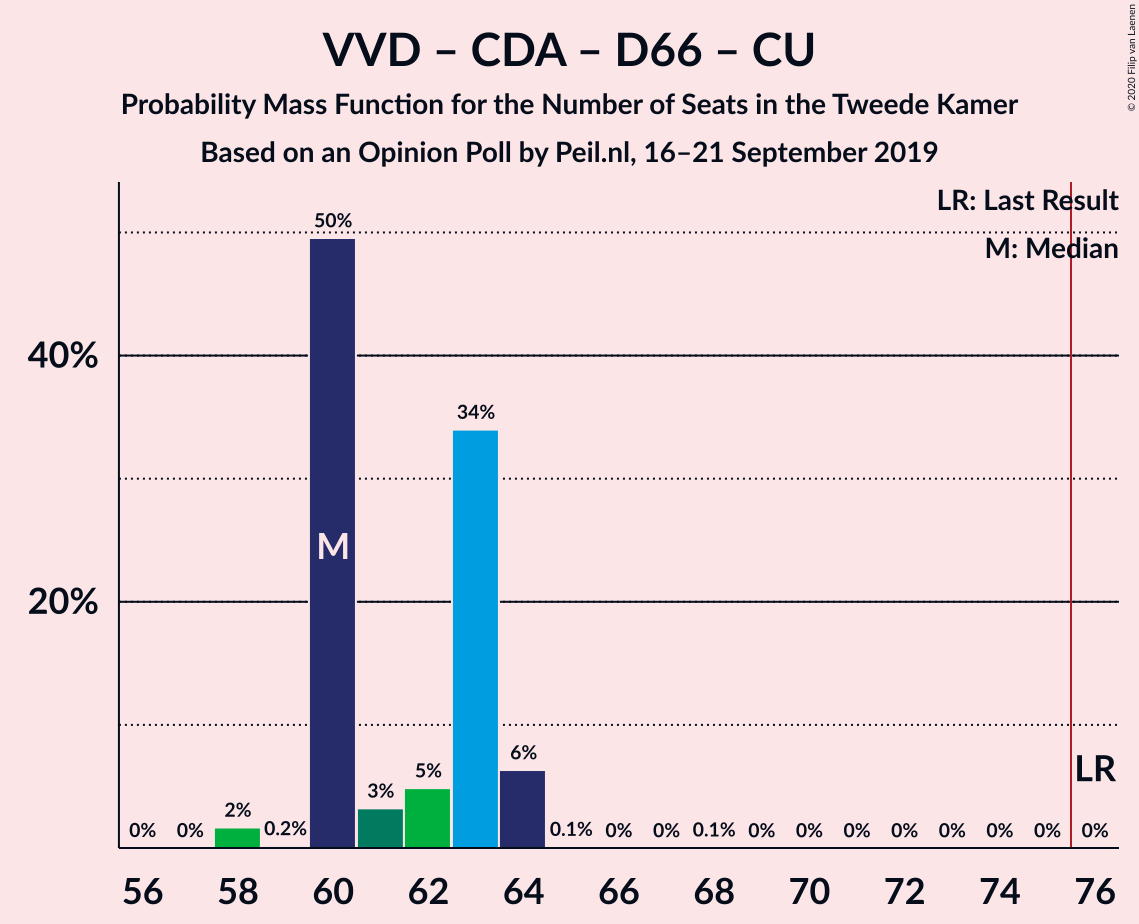 VVD – CDA – D66 – CU
Probability Mass Function for the Number of Seats in the Tweede Kamer
Based on an Opinion Poll by Peil.nl, 16–21 September 2019
© 2020 Filip van Laenen
LR: Last Result
M: Median
40%
20%
50%
34%
M
6%
5%
3%
2%
LR
0% 0% 0.2% 0.1% 0% 0% 0.1% 0% 0% 0% 0% 0% 0% 0% 0%
56 58 60 62 64 66 68 70 72 74 76